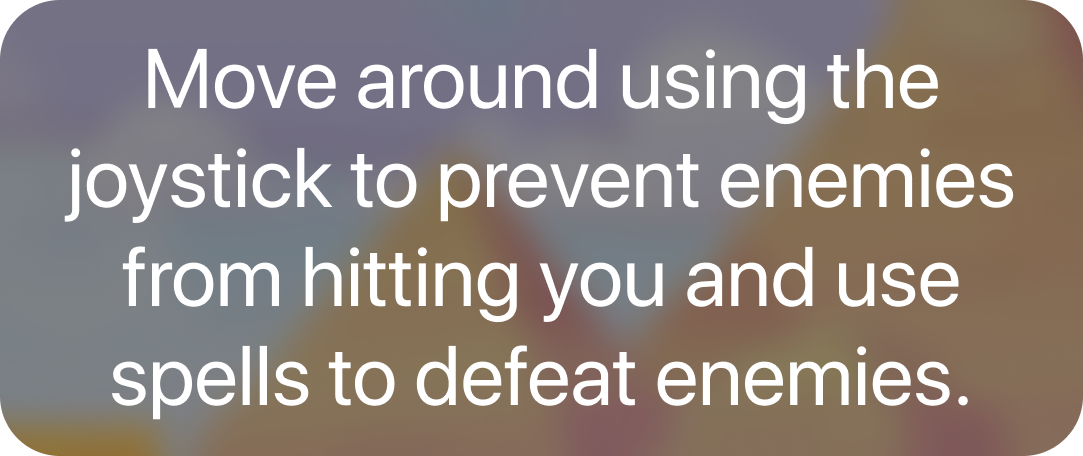 Move around using the
joystick to prevent enemies
from hitting you and use
spells to defeat enemies.